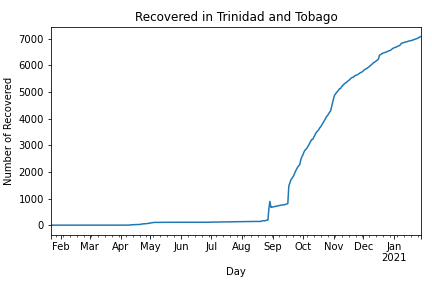 Recovered in Trinidad and Tobago
Number of Recovered
7000
6000
5000
4000
3000
2000
1000
0
Feb Mar Apr May Jun Jul Aug Sep Oct Nov Dec Jan
2021
Day